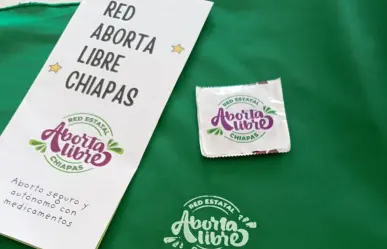 RED
ABORTA
LIBRE
CHIAPAS
RED ESTATAL
Aborta
libre
CHIAPAS
Aborto seguro y
autónomo con
medicamentos
RED ESTATAL
Aborta
libre
CHIAPAS
RED ESTATAL
Aborta
libre